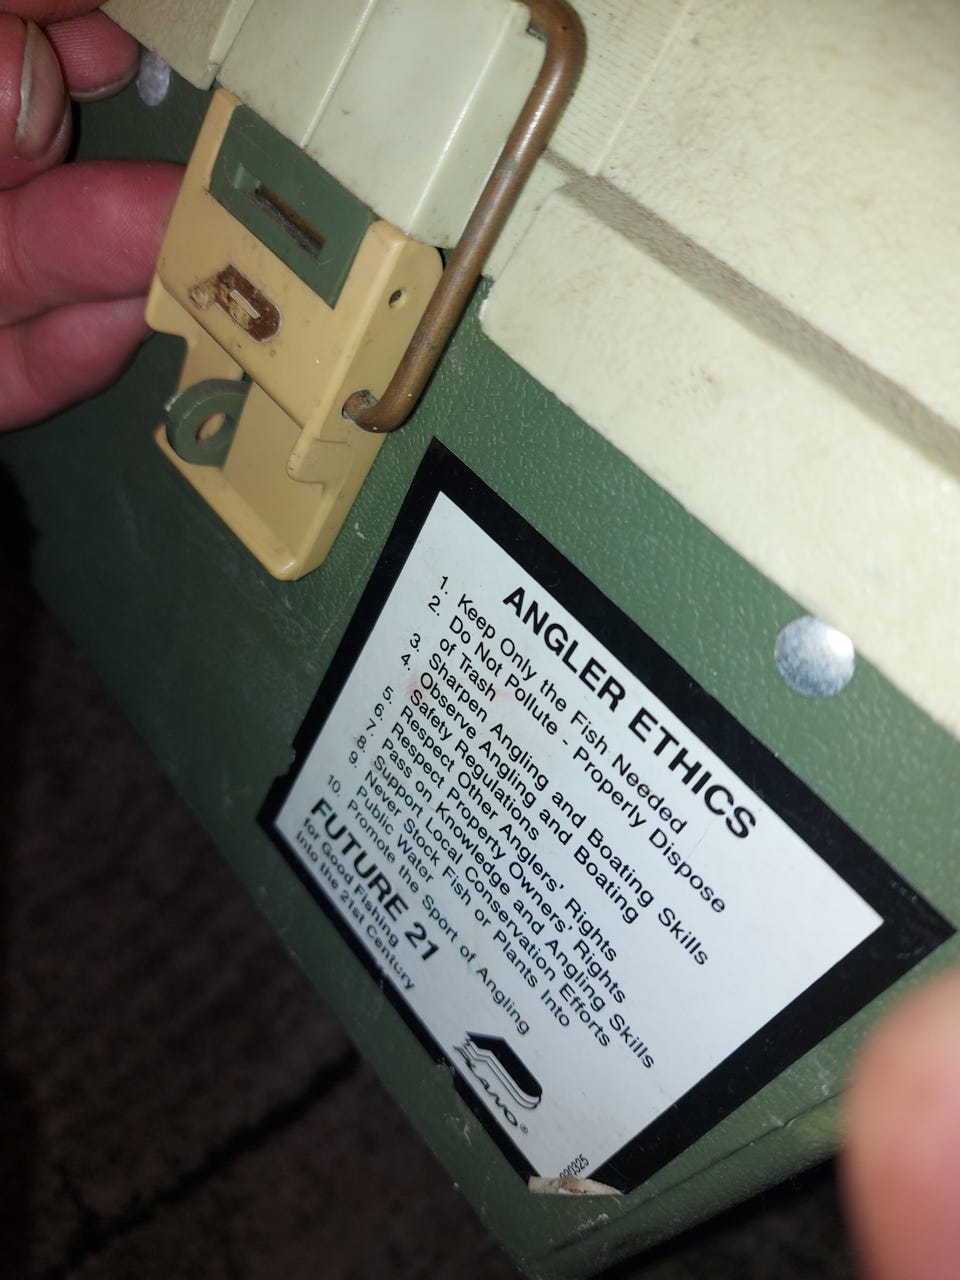 ANGLER ETHICS
1. Keep Only the Fish Needed
2. Do Not Pollute - Properly Dispose
of Trash
3. Sharpen Angling and Boating Skills
4. Observe Angling and Boating
Safety Regulations
5. Respect Other Anglers' Rights
6. Respect Property Owners' Rights
7. Pass on Knowledge and Angling Skills
8. Support Local Conservation Efforts
9. Never Stock Fish or Plants Into
Public Water
10. Promote the Sport of Angling
FUTURE 21
for Good Fishing
Into the 21st Century
PLANO®